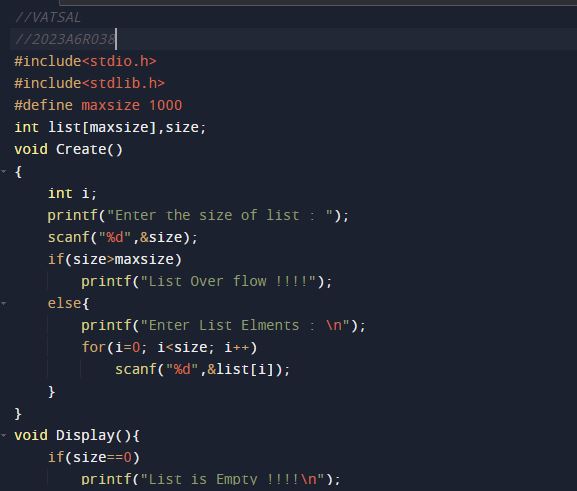 //VATSAL
//2023A6R038
#include<stdio.h>
#include<stdlib.h>
#define maxsize 1000
int list[maxsize],size;
void Create()
{
    int i;
    printf("Enter the size of list : ");
    scanf("%d",&size);
    if(size>maxsize)
        printf("List Over flow !!!!");
    else{
        printf("Enter List Elments : \n");
        for(i=0; i<size; i++)
            scanf("%d",&list[i]);
    }
}
void Display(){
    if(size==0)
        printf("List is Empty !!!!\n");